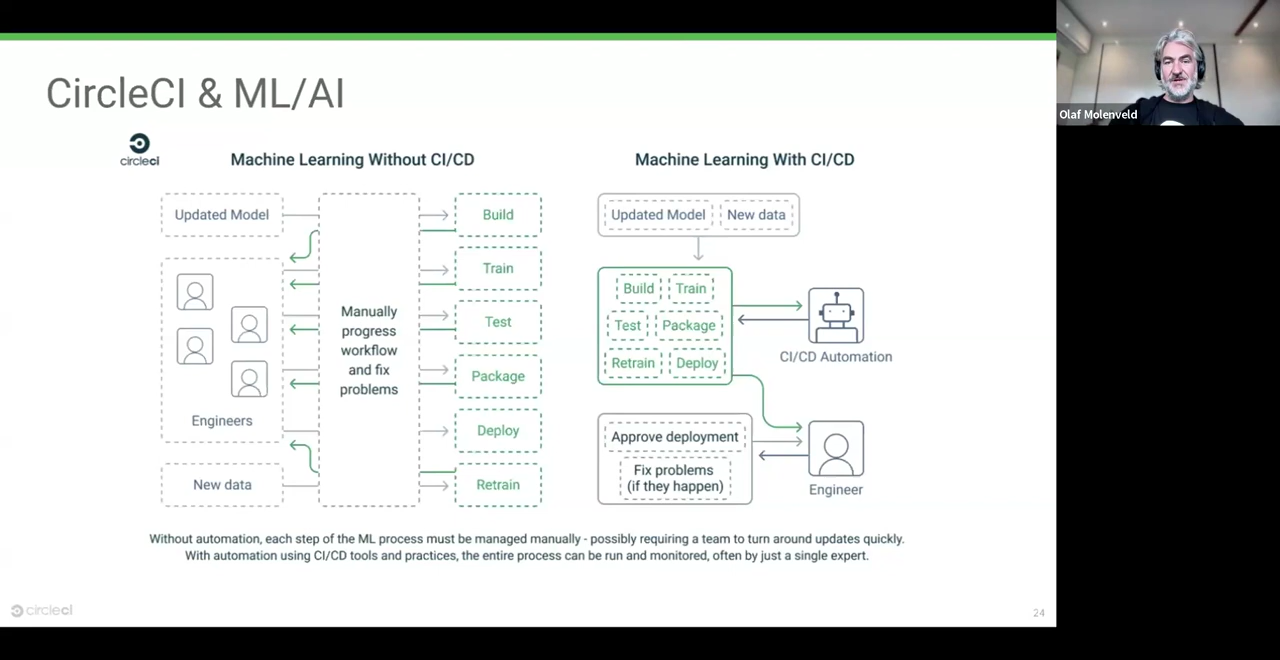 CircleCI & ML/AI
circleci
Machine Learning Without CI/CD
Updated Model
Engineers
New data
Manually
progress
workflow
and fix
problems
Build
Train
Test
Package
Deploy
Retrain
Machine Learning With CI/CD
Updated Model
New data
Build
Train
Test
Package
Retrain
Deploy
CI/CD Automation
Approve deployment
Fix problems
(if they happen)
Engineer
Without automation, each step of the ML process must be managed manually - possibly requiring a team to turn around updates quickly.
With automation using CI/CD tools and practices, the entire process can be run and monitored, often by just a single expert.
circleci
24
Olaf Molenveld